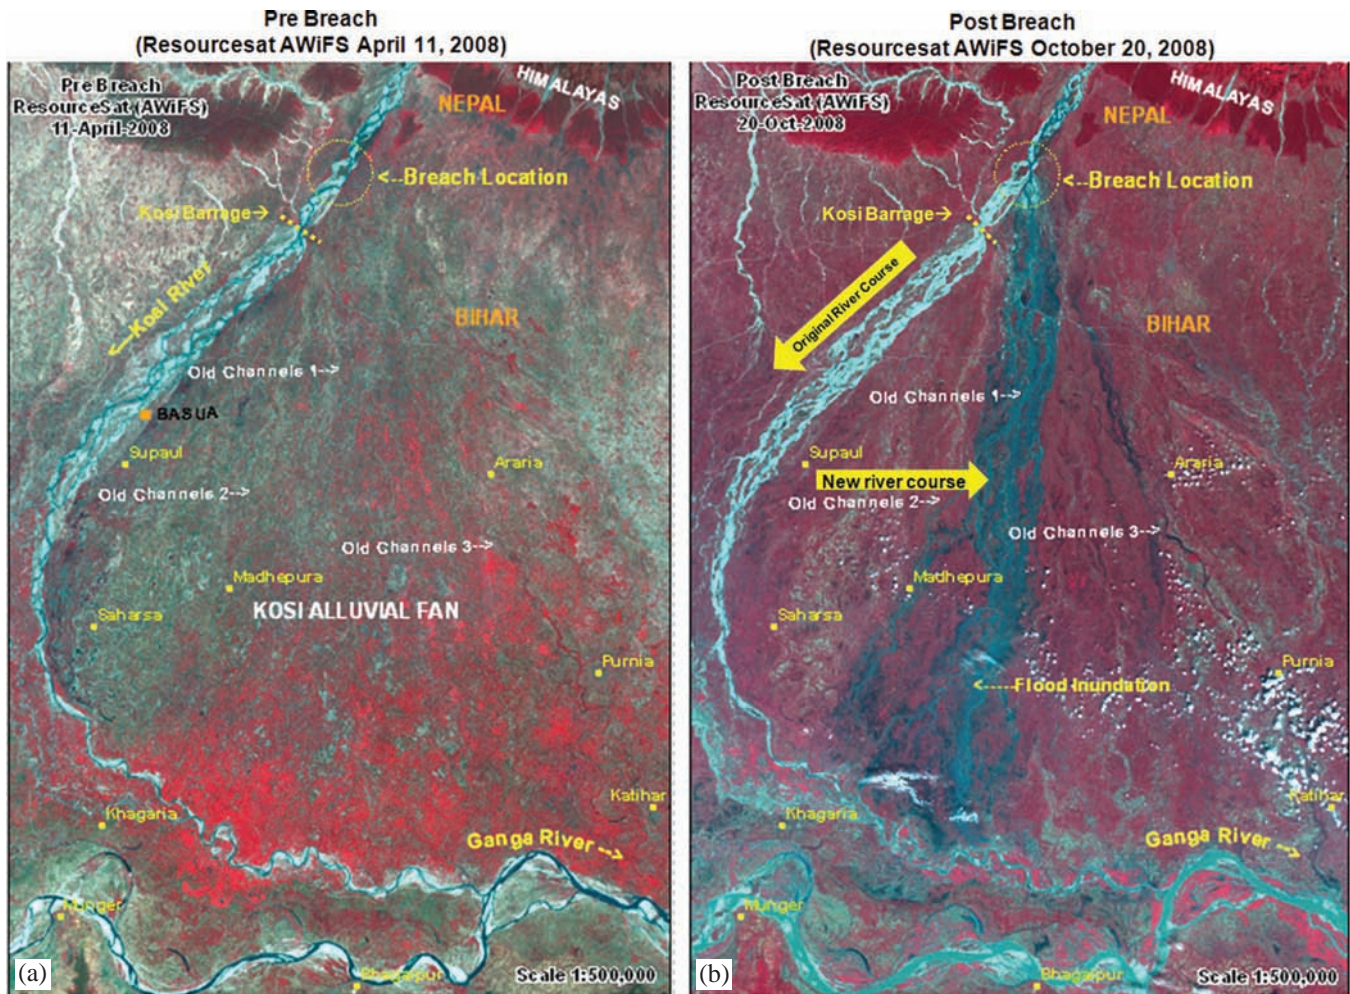 Pre Breach
(Resourcesat AWiFS April 11, 2008)
Pre Breach
ResourceSat (AWiFS)
11-April-2008
HIMALAYAS
NEPAL
<--Breach Location
Kosi Barrage→
←Kosi River
BIHAR
Old Channels 1-->
BASUA
Supaul
Araria
Old Channels 2-->
Old Channels 3-->
Madhepura
KOSI ALLUVIAL FAN
Saharsa
Purnia
Katihar
Khagaria
Ganga River -->
Munger
(a)
Bhagalpur
Scale 1:500,000
Post Breach
(Resourcesat AWiFS October 20, 2008)
Post Breach
ResourceSat (AWiFS)
20-Oct-2008
HIMALAYAS
NEPAL
<--Breach Location
Kosi Barrage→
Original River Course
BIHAR
Old Channels 1-->
Supaul
Araria
New river course
Old Channels 2-->
Old Channels 3-->
Madhepura
Saharsa
Purnia
<-----Flood Inundation
Katihar
Khagaria
Ganga River -->
Munger
(b)
Bhagalpur
Scale 1:500,000